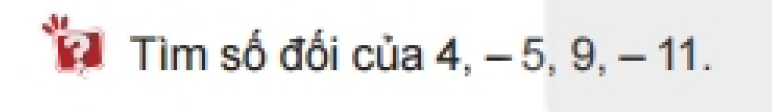 Tìm số đối của 4, – 5, 9, – 11.